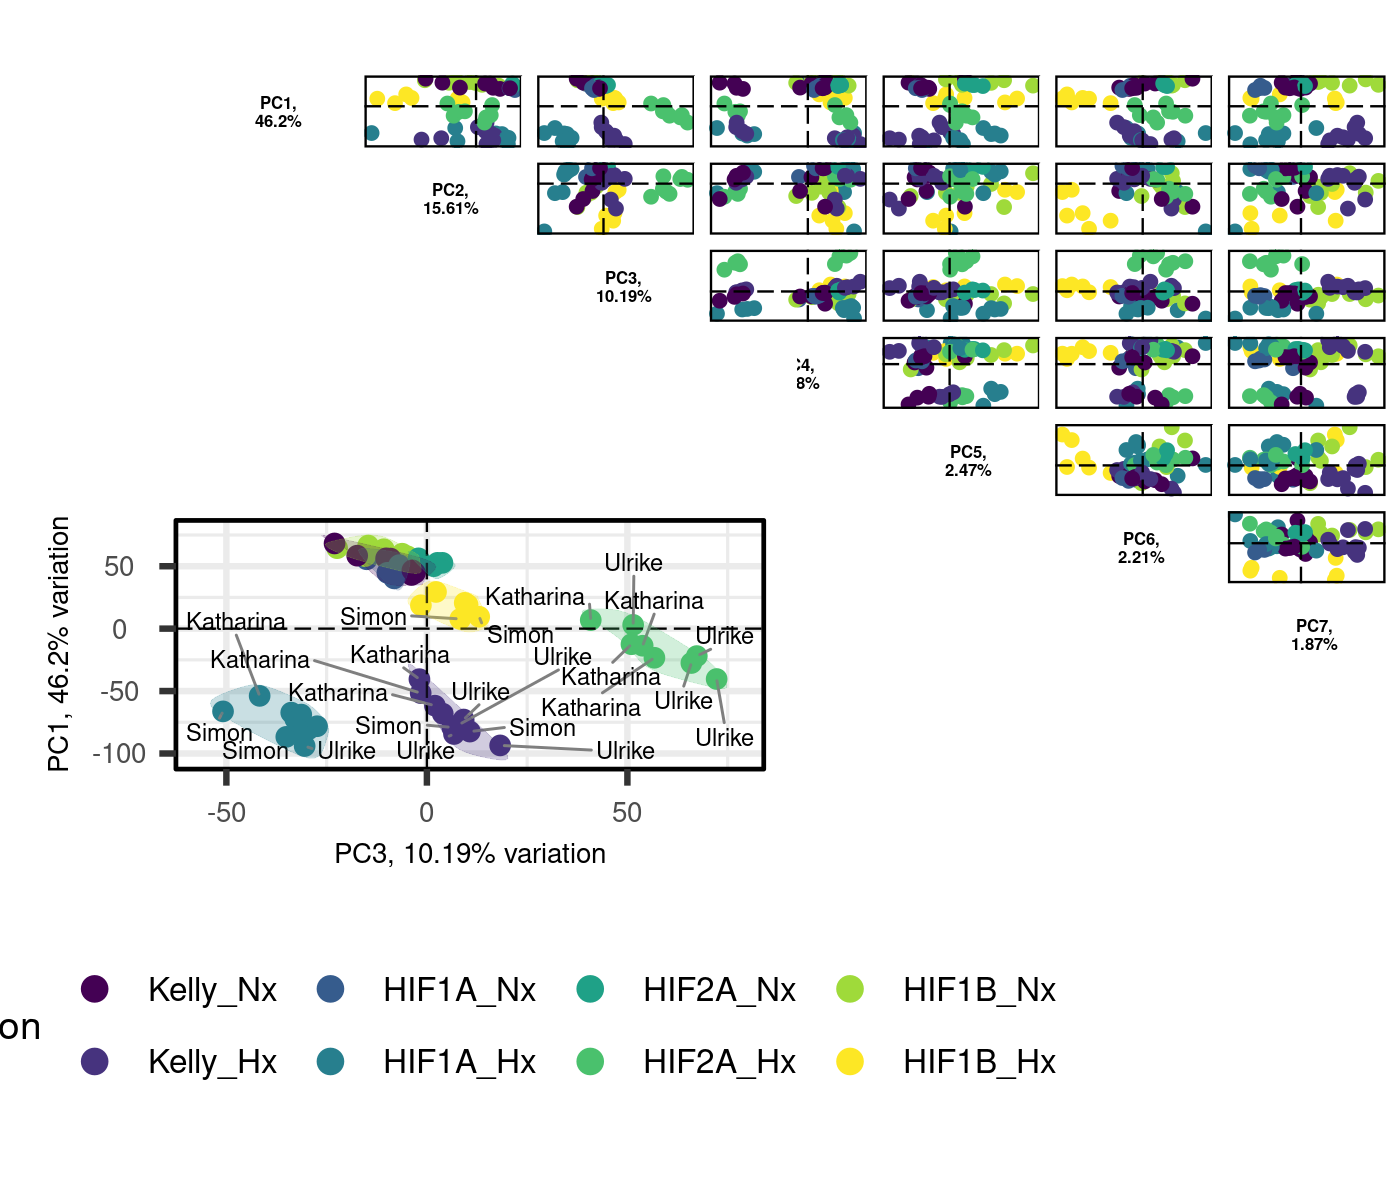 PC1,
46.2%
PC2,
15.61%
PC3,
10.19%
C4,
8%
PC5,
2.47%
PC6,
2.21%
PC7,
1.87%
PC1, 46.2% variation
50
0
-50
-100
Ulrike
Katharina
Katharina
Katharina
Simon
Simon
Ulrike
Katharina
Katharina
Ulrike
Katharina
Katharina
Ulrike
Ulrike
Katharina
Simon
Simon
Simon
Ulrike
Simon
Ulrike
Ulrike
Ulrike
-50
0
50
PC3, 10.19% variation
Kelly_Nx
HIF1A_Nx
HIF2A_Nx
HIF1B_Nx
on
Kelly_Hx
HIF1A_Hx
HIF2A_Hx
HIF1B_Hx